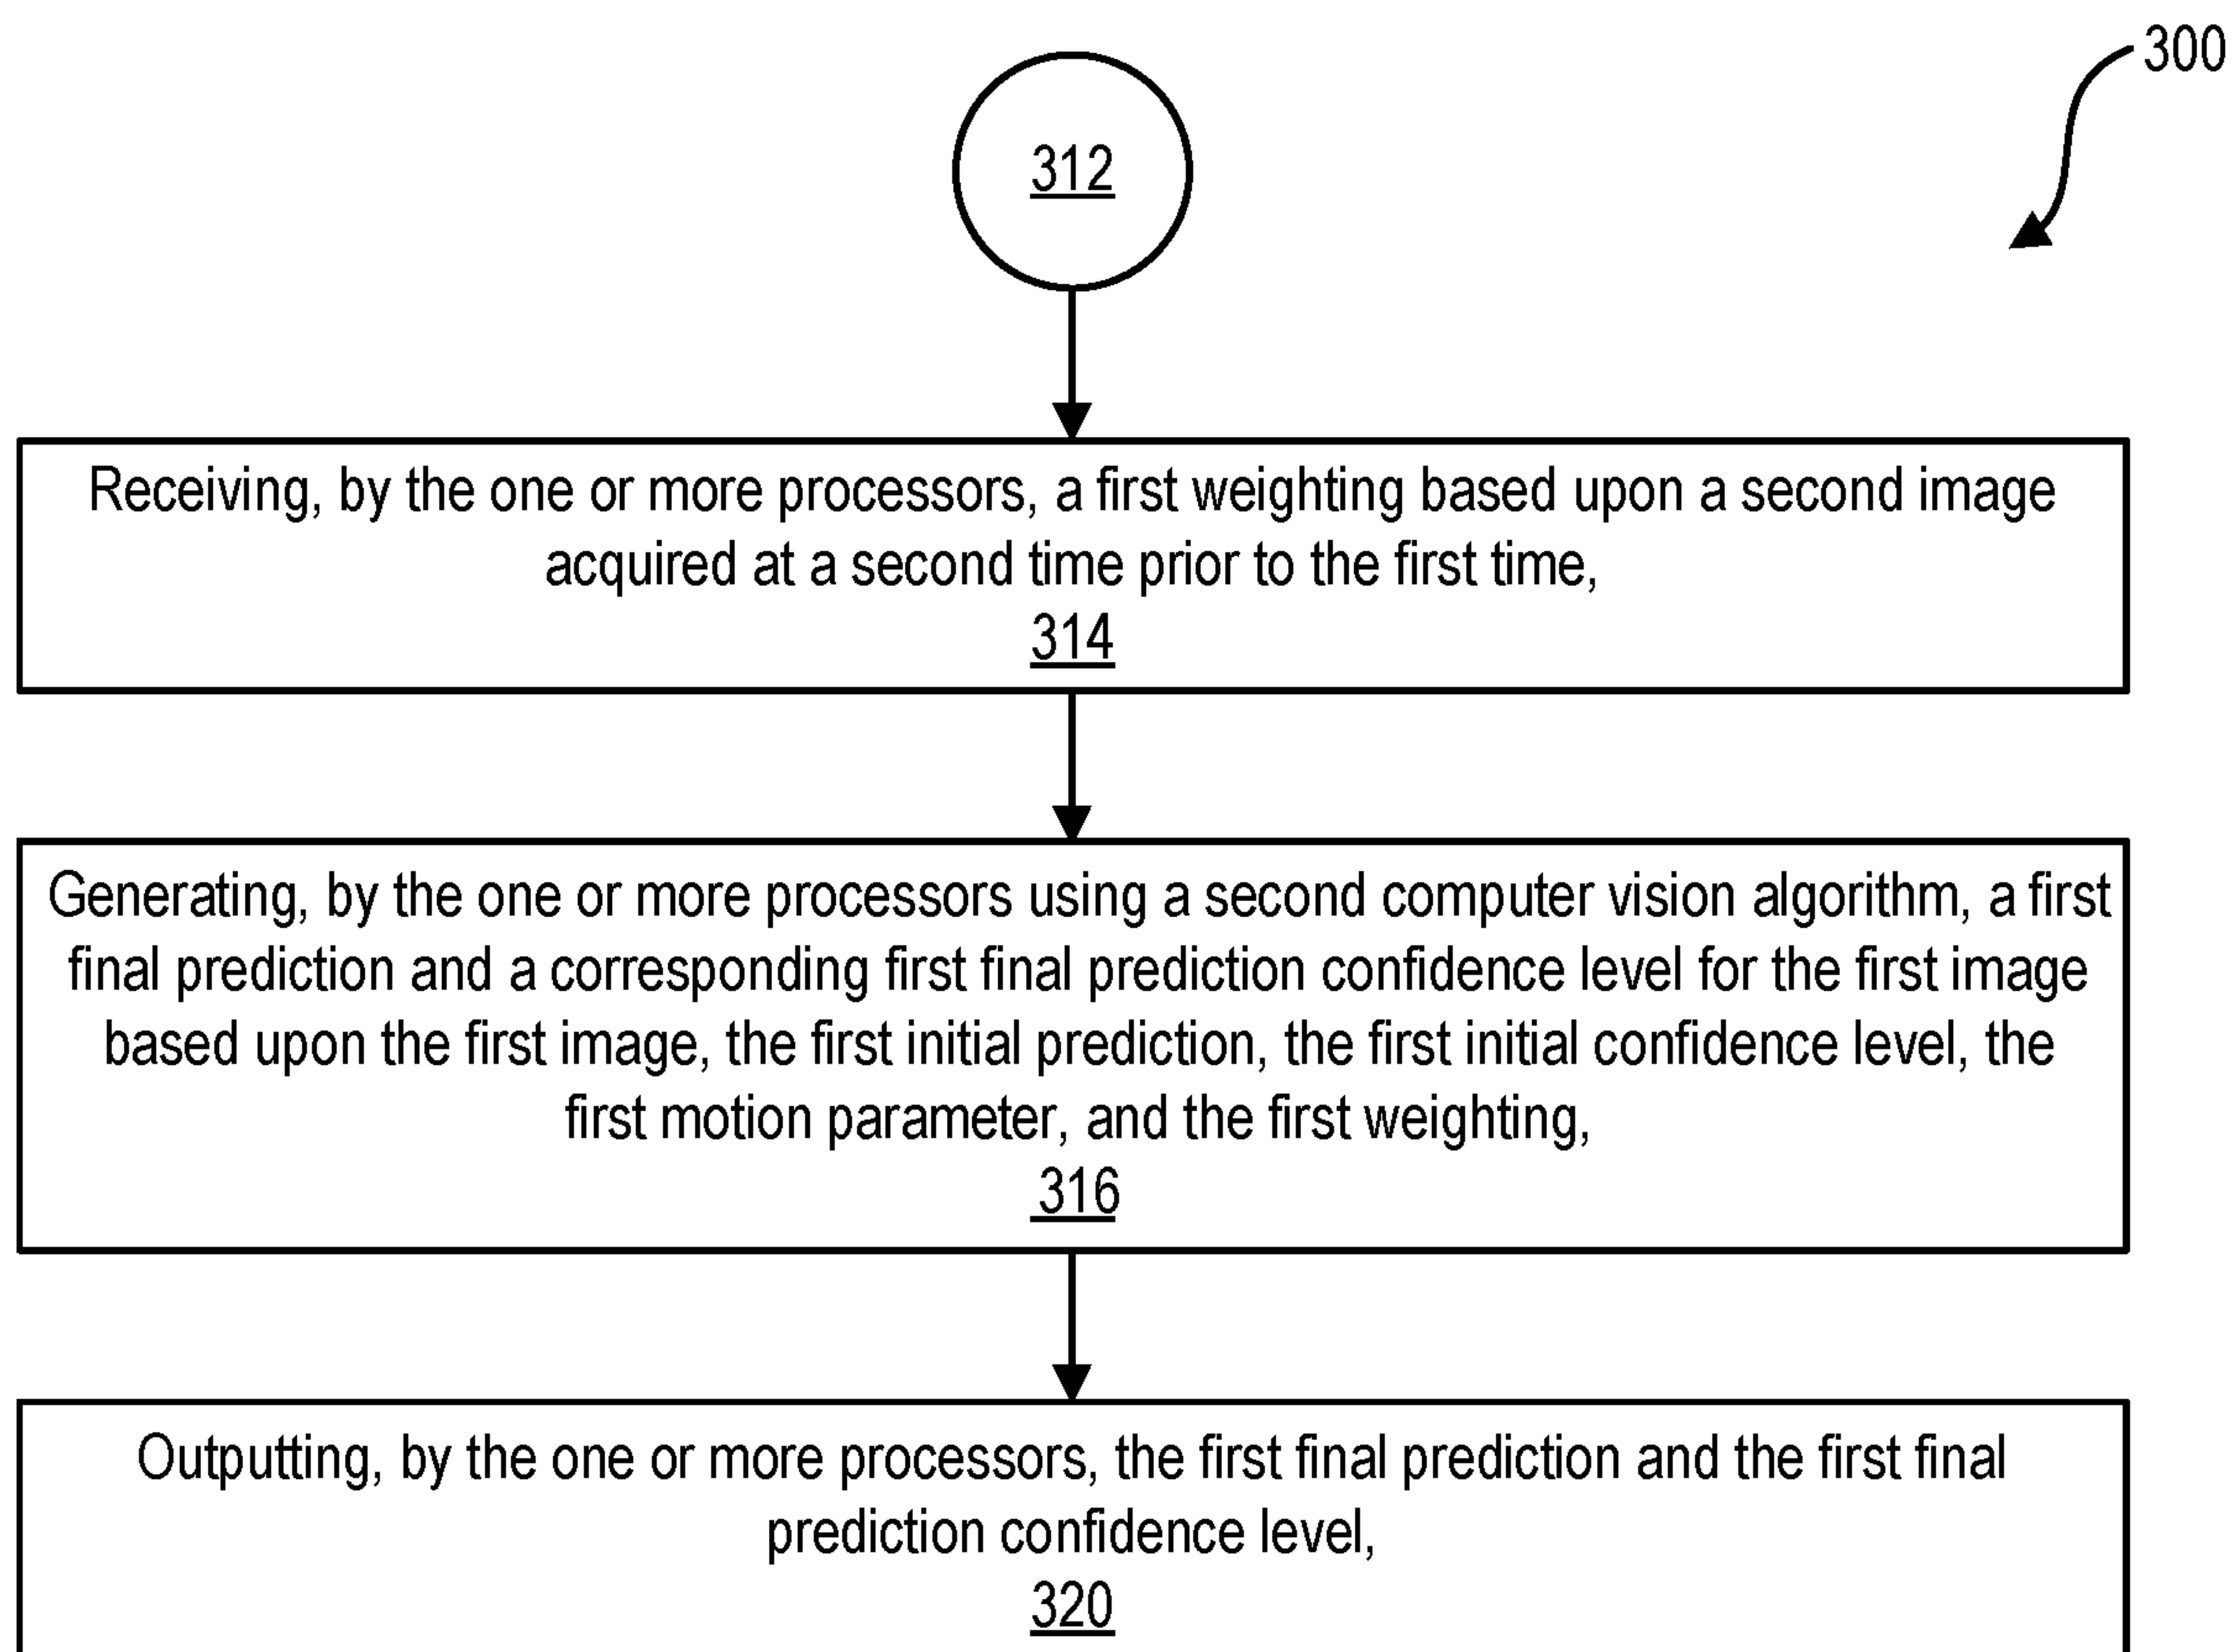 300
312
Receiving, by the one or more processors, a first weighting based upon a second image
acquired at a second time prior to the first time,
314
Generating, by the one or more processors using a second computer vision algorithm, a first
final prediction and a corresponding first final prediction confidence level for the first image
based upon the first image, the first initial prediction, the first initial confidence level, the
first motion parameter, and the first weighting,
316
Outputting, by the one or more processors, the first final prediction and the first final
prediction confidence level,
320